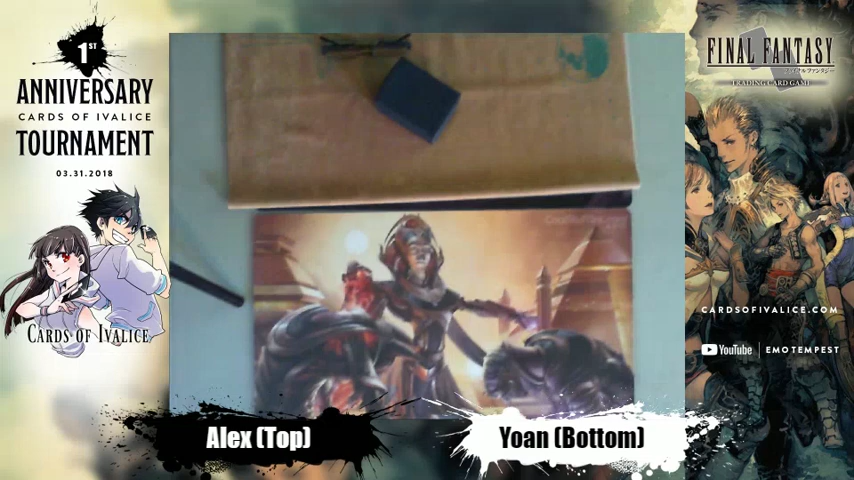 1ST
ANNIVERSARY
CARDS OF IVALICE
TOURNAMENT
03.31.2018
CARDS OF IVALICE
FINAL FANTASY
TRADING CARD GAME
CARDSOFIVALICE.COM
YouTube | EMOTEMPEST
Alex (Top)
Yoan (Bottom)